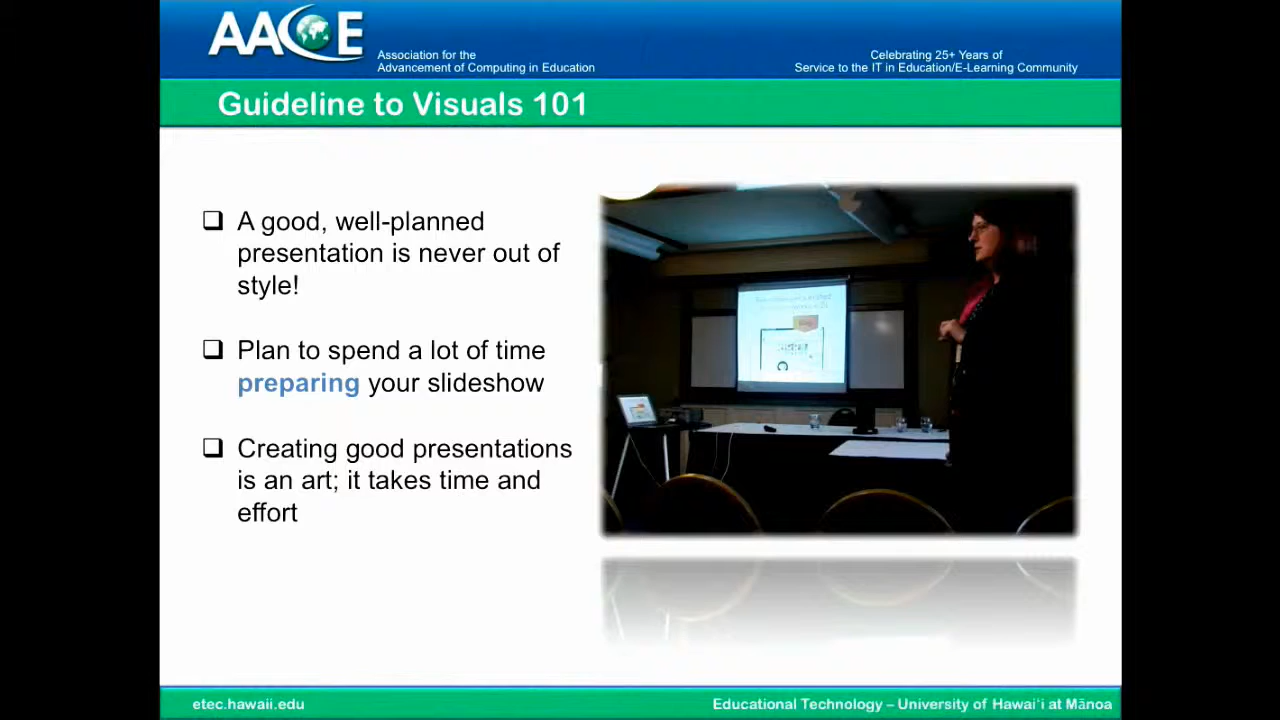 AACE
Association for the
Advancement of Computing in Education
Celebrating 25+ Years of
Service to the IT in Education/E-Learning Community
Guideline to Visuals 101
A good, well-planned
presentation is never out of
style!
Plan to spend a lot of time
preparing your slideshow
Creating good presentations
is an art; it takes time and
effort
etec.hawaii.edu
Educational Technology – University of Hawai‘i at Mānoa